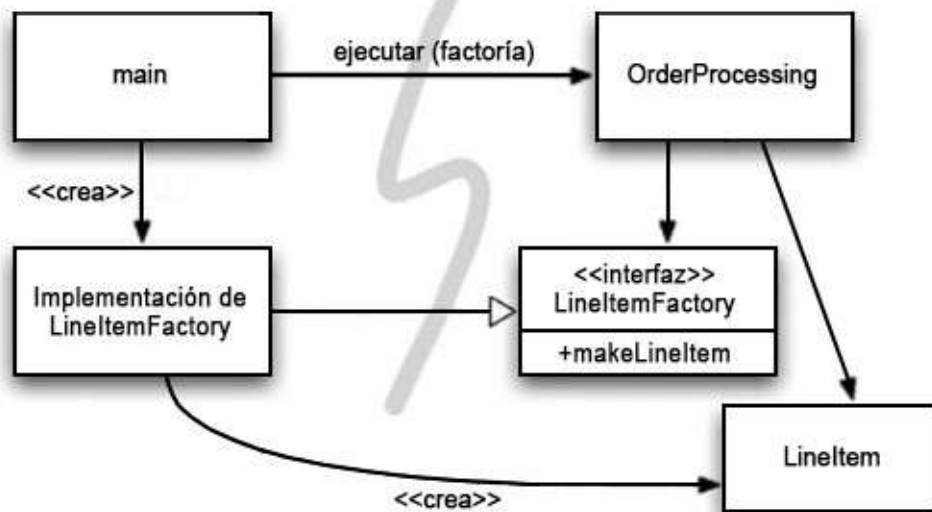 main
ejecutar (factoría)
OrderProcessing
<<crea>>
Implementación de
LineItemFactory
<<interfaz>>
LineItemFactory
+makeLineItem
LineItem
<<crea>>